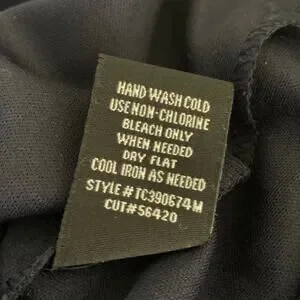 HAND WASH COLD
USE NON-CHLORINE
BLEACH ONLY
WHEN NEEDED
DRY FLAT
COOL IRON AS NEEDED
STYLE#TC390674M
CUT#56420